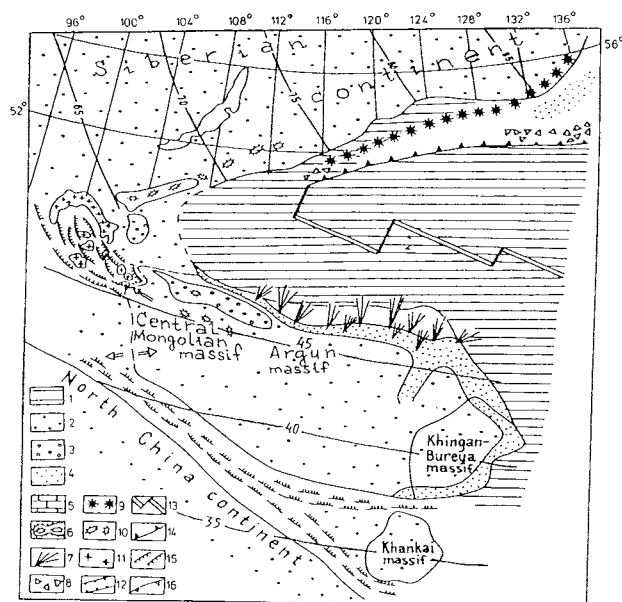 96° 100° 104° 108° 112° 116° 120° 124° 128° 132° 136°
56°
52°
Siberian continent
65
70
75
Central
Mongolian
massif
45
Argun
massif
40
North China continent
35
Khingan-
Bureya
massif
Khankai
massif
1
2
3
4
5 9 13
6 10 14
7 11 15
8 12 16